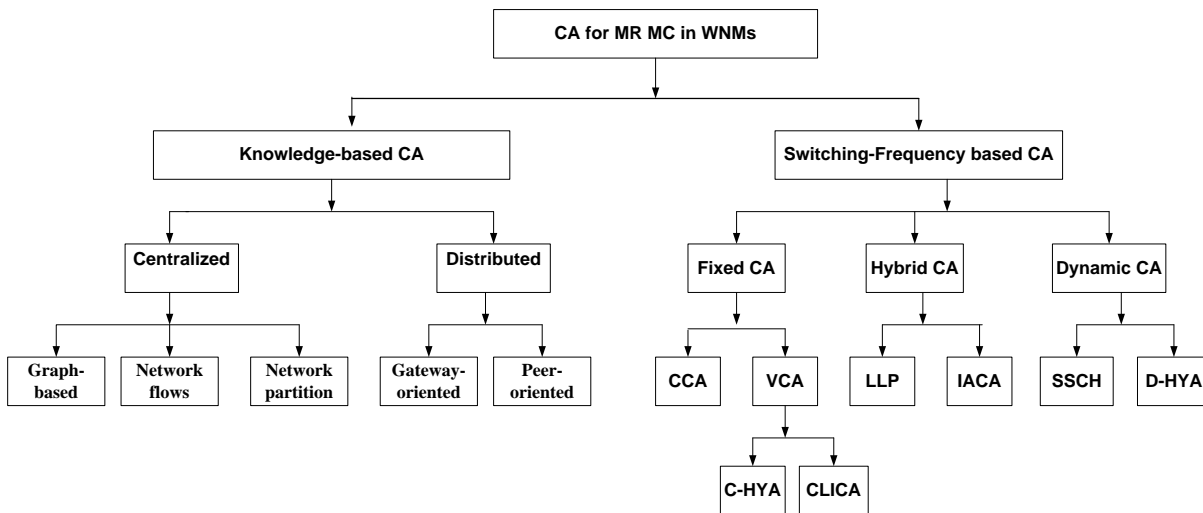 CA for MR MC in WNMs
Knowledge-based CA
Switching-Frequency based CA
Centralized
Distributed
Fixed CA
Hybrid CA
Dynamic CA
Graph-
based
Network
flows
Network
partition
Gateway-
oriented
Peer-
oriented
CCA
VCA
LLP
IACA
SSCH
D-HYA
C-HYA
CLICA